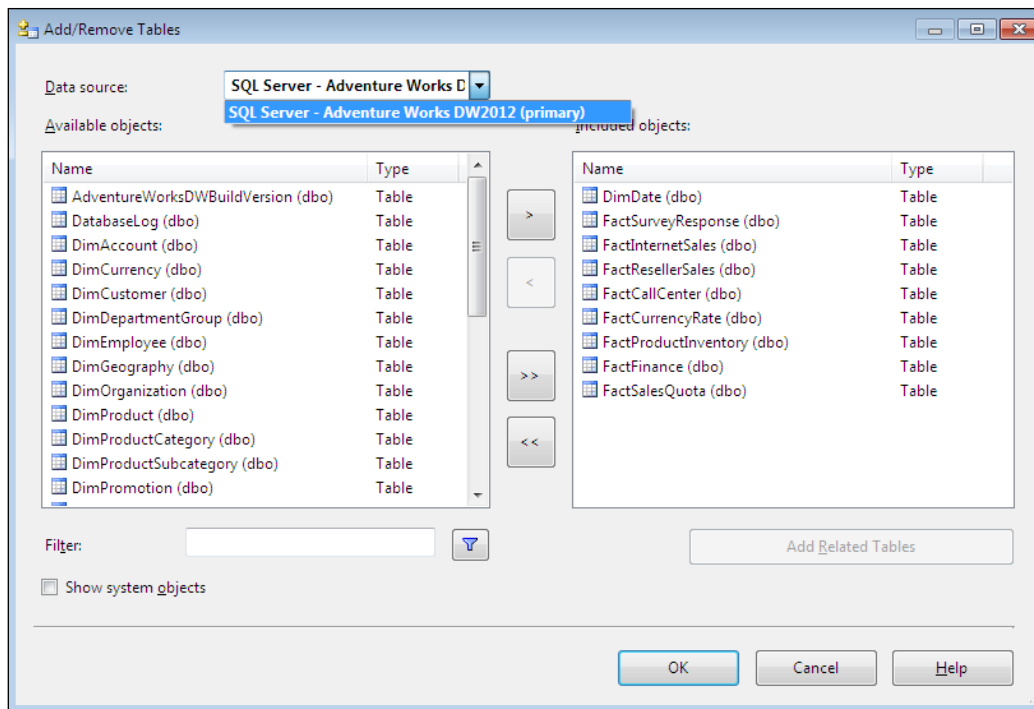 Add/Remove Tables
Data source:
SQL Server - Adventure Works D
SQL Server - Adventure Works DW2012 (primary)
Available objects:
Included objects:
Name Type
AdventureWorksDWBuildVersion (dbo) Table
DatabaseLog (dbo) Table
DimAccount (dbo) Table
DimCurrency (dbo) Table
DimCustomer (dbo) Table
DimDepartmentGroup (dbo) Table
DimEmployee (dbo) Table
DimGeography (dbo) Table
DimOrganization (dbo) Table
DimProduct (dbo) Table
DimProductCategory (dbo) Table
DimProductSubcategory (dbo) Table
DimPromotion (dbo) Table
>
<
>>
<<
Name Type
DimDate (dbo) Table
FactSurveyResponse (dbo) Table
FactInternetSales (dbo) Table
FactResellerSales (dbo) Table
FactCallCenter (dbo) Table
FactCurrencyRate (dbo) Table
FactProductInventory (dbo) Table
FactFinance (dbo) Table
FactSalesQuota (dbo) Table
Filter:
Add Related Tables
Show system objects
OK
Cancel
Help